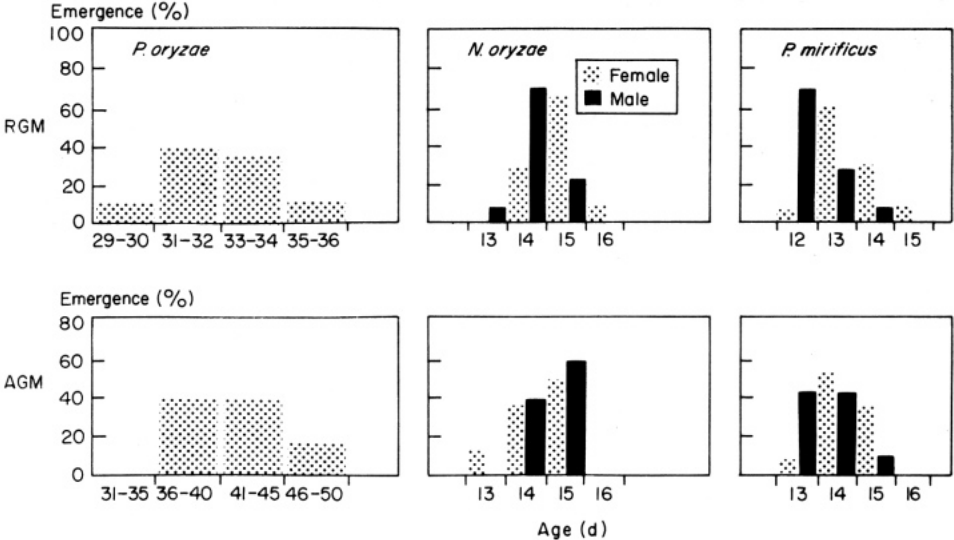 Emergence (%)
100
80
60
40
20
0
RGM
P. oryzae
29-30 31-32 33-34 35-36
N. oryzae
Female
Male
13 14 15 16
P. mirificus
12 13 14 15
Emergence (%)
80
60
40
20
0
AGM
31-35 36-40 41-45 46-50
13 14 15 16
13 14 15 16
Age (d)